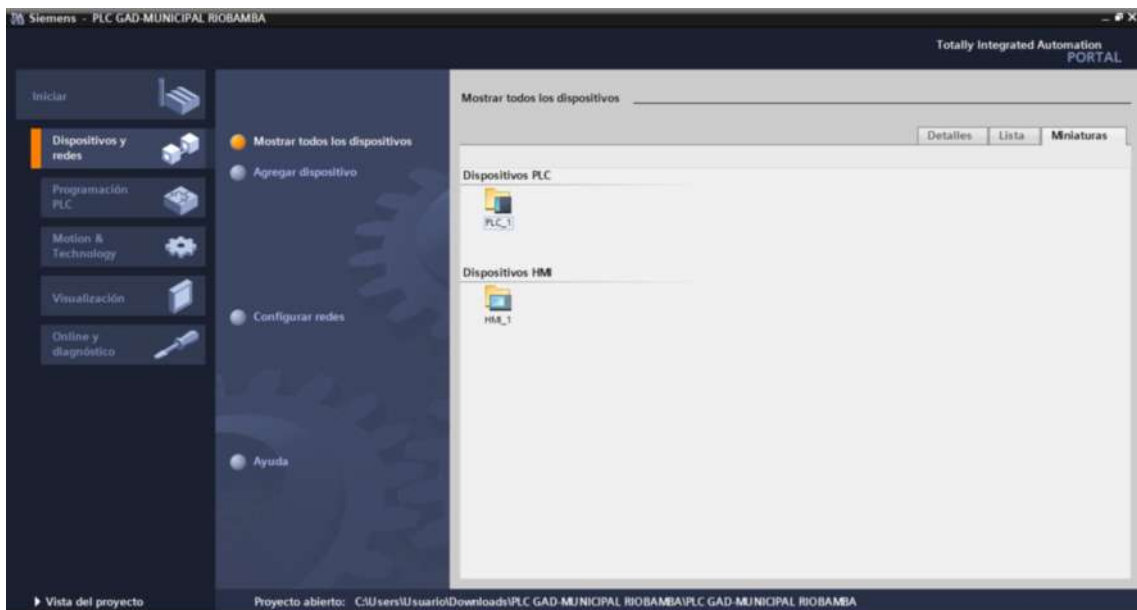 Siemens - PLC GAD-MUNICIPAL RIOBAMBA
Totally Integrated Automation
PORTAL
Iniciar
Dispositivos y
redes
Programación
PLC
Motion &
Technology
Visualización
Online y
diagnóstico
Mostrar todos los dispositivos
Agregar dispositivo
Configurar redes
Ayuda
Mostrar todos los dispositivos
Detalles
Lista
Miniaturas
Dispositivos PLC
PLC_1
Dispositivos HMI
HMI_1
Vista del proyecto
Proyecto abierto: C:\Users\Usuario\Downloads\PLC GAD-MUNICIPAL RIOBAMBA\PLC GAD-MUNICIPAL RIOBAMBA